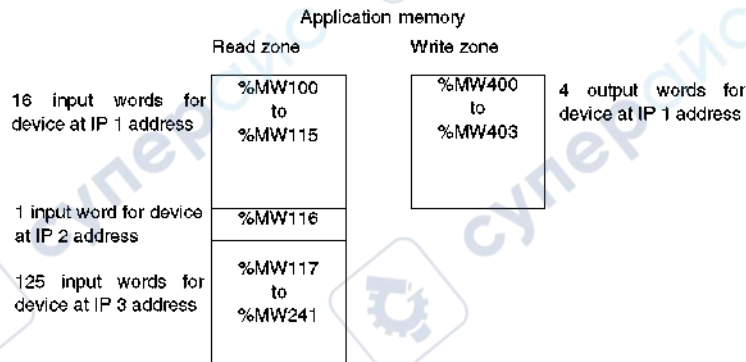 Application memory
Read zone
Write zone
16 input words for
device at IP 1 address
%MW100
to
%MW115
%MW400
to
%MW403
4 output words for
device at IP 1 address
1 input word for device
at IP 2 address
%MW116
125 input words for
device at IP 3 address
%MW117
to
%MW241
суперайс
суперайс